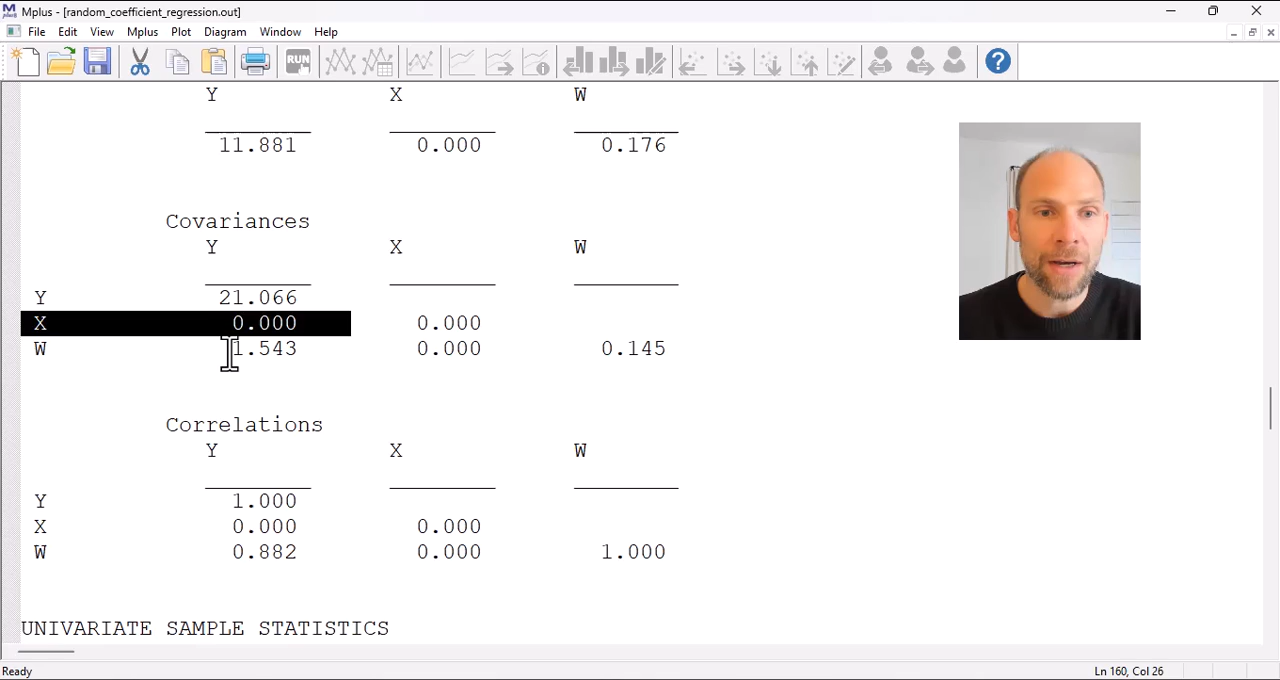 Mplus - [random_coefficient_regression.out]
File Edit View Mplus Plot Diagram Window Help
RUN
Y X W
11.881 0.000 0.176
Covariances
Y X W
Y 21.066
X 0.000 0.000
W 1.543 0.000 0.145
Correlations
Y X W
Y 1.000
X 0.000 0.000
W 0.882 0.000 1.000
UNIVARIATE SAMPLE STATISTICS
Ready Ln 160, Col 26